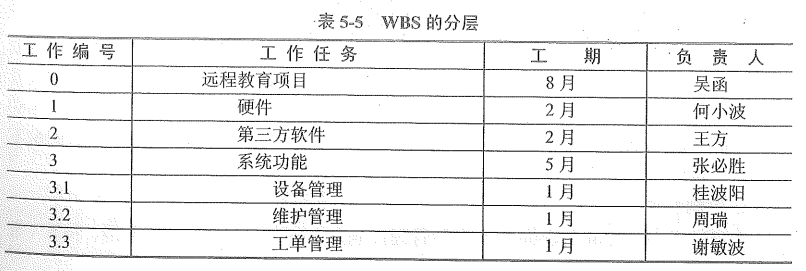 表 5-5 WBS 的分层
工作编号 工作任务 工期 负责人
0 远程教育项目 8 月 吴函
1 硬件 2 月 何小波
2 第三方软件 2 月 王方
3 系统功能 5 月 张必胜
3.1 设备管理 1 月 桂波阳
3.2 维护管理 1 月 周瑞
3.3 工单管理 1 月 谢敏波